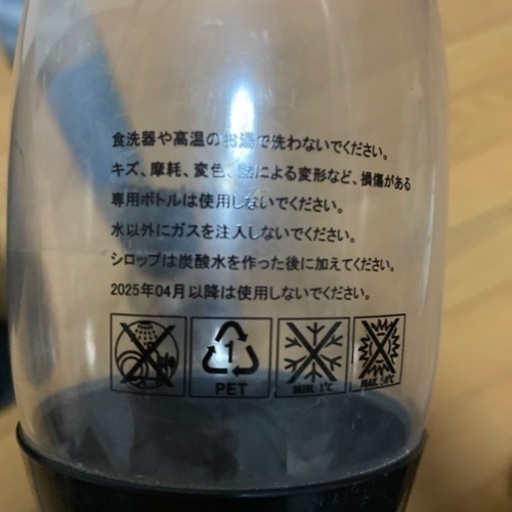 食洗器や高温のお湯で洗わないでください。
キズ、摩耗、変色、熱による変形など、損傷がある
専用ボトルは使用しないでください。
水以外にガスを注入しないでください。
シロップは炭酸水を作った後に加えてください。
2025年04月以降は使用しないでください。
1
PET
MIN. 1℃
MAX. 50℃